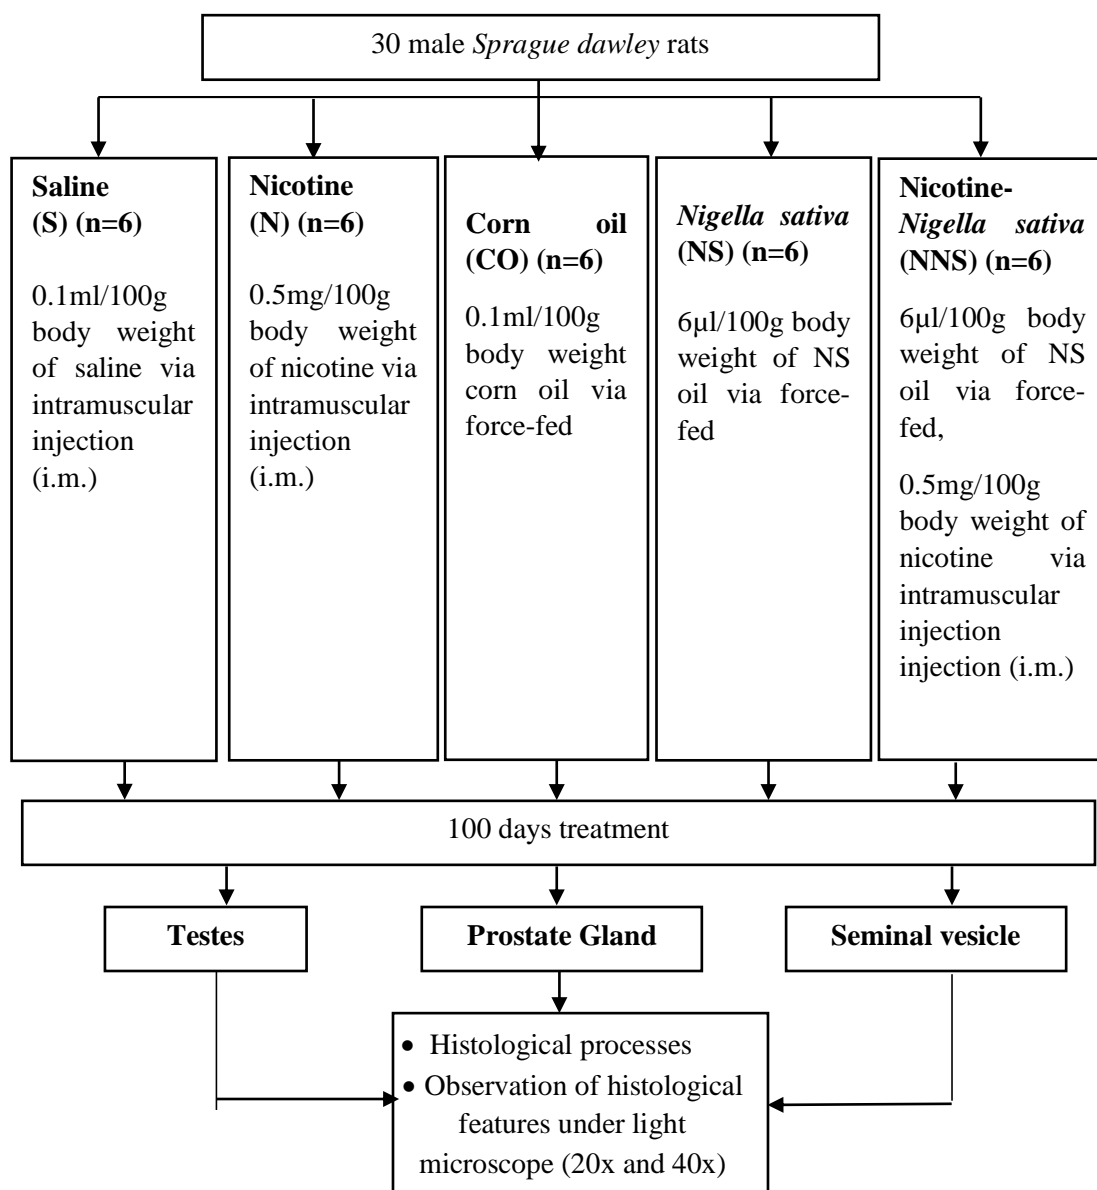 30 male Sprague dawley rats
Saline
(S) (n=6)
0.1ml/100g
body weight
of saline via
intramuscular
injection
(i.m.)
Nicotine
(N) (n=6)
0.5mg/100g
body weight
of nicotine via
intramuscular
injection
(i.m.)
Corn oil
(CO) (n=6)
0.1ml/100g
body weight
corn oil via
force-fed
Nigella sativa
(NS) (n=6)
6µl/100g body
weight of NS
oil via force-
fed
Nicotine-
Nigella sativa
(NNS) (n=6)
6µl/100g body
weight of NS
oil via force-
fed,
0.5mg/100g
body weight of
nicotine via
intramuscular
injection
injection (i.m.)
100 days treatment
Testes
Prostate Gland
Seminal vesicle
• Histological processes
• Observation of histological
features under light
microscope (20x and 40x)